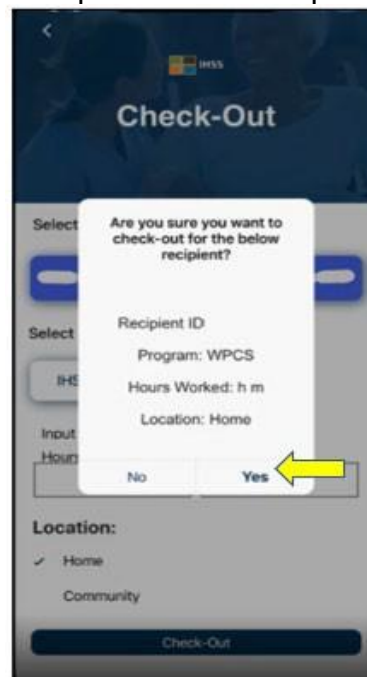 IHSS
Check-Out
Select
Are you sure you want to
check-out for the below
recipient?
Recipient ID
Select
Program: WPCS
IHS
Hours Worked: h m
Location: Home
Input
Hours
No
Yes
Location:
✓ Home
Community
Check-Out